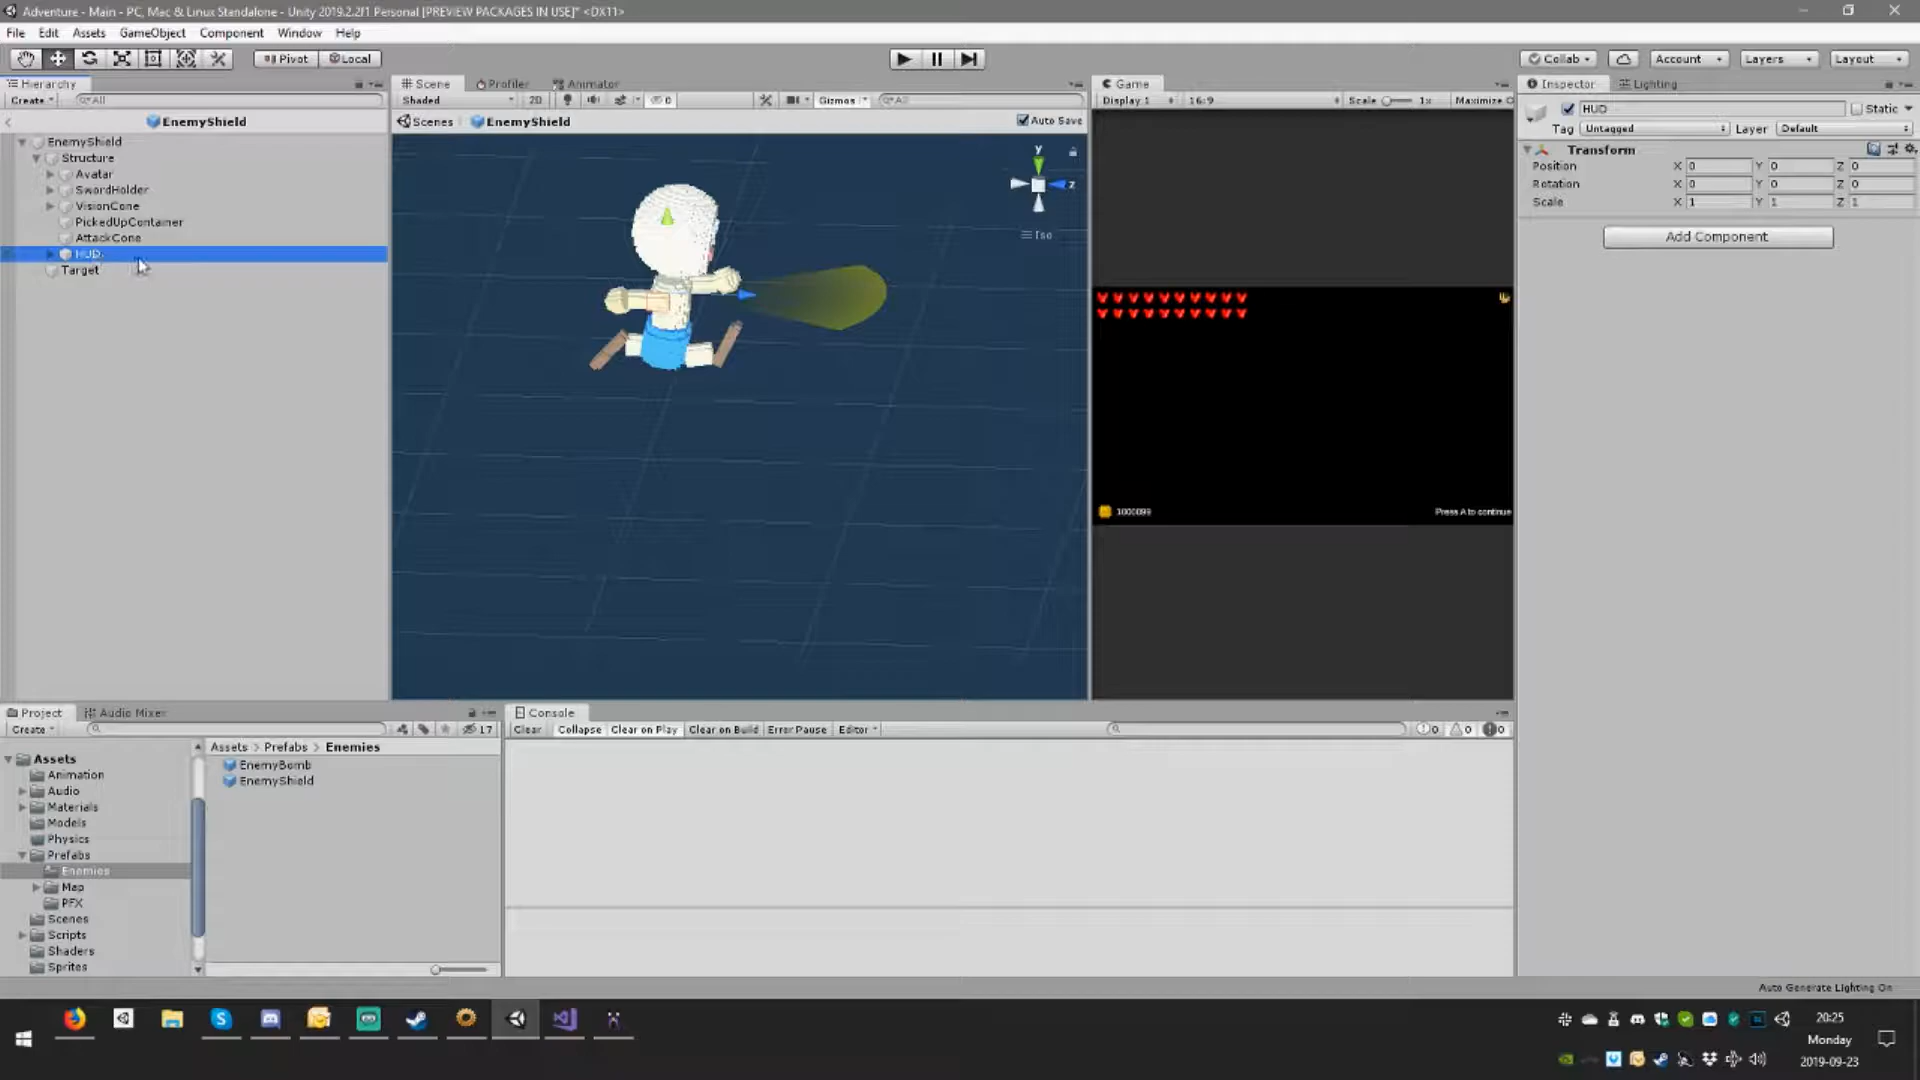 Adventure - Main - PC, Mac & Linux Standalone - Unity 2019.2.2f1 Personal [PREVIEW PACKAGES IN USE]* <DX11>
File Edit Assets GameObject Component Window Help
Pivot Local Collab Account Layers Layout
Hierarchy Scene Profiler Animator Game Inspector Lighting
Create All Shaded 2D 0 Gizmos All Display 1 16:9 Scale 1x Maximize O HUD Static
EnemyShield Scenes EnemyShield Auto Save Tag Untagged Layer Default
EnemyShield
Structure
Avatar
SwordHolder
VisionCone
PickedUpContainer
AttackCone
HUD
Target
y
z
Iso
Transform
Position X 0 Y 0 Z 0
Rotation X 0 Y 0 Z 0
Scale X 1 Y 1 Z 1
Add Component
1000099 Press A to continue
Project Audio Mixer Console
Create 17 Clear Collapse Clear on Play Clear on Build Error Pause Editor 0 0 0
Assets
Animation
Audio
Materials
Models
Physics
Prefabs
Enemies
Map
PFX
Scenes
Scripts
Shaders
Sprites
Assets > Prefabs > Enemies
EnemyBomb
EnemyShield
Auto Generate Lighting On
20:25
Monday
2019-09-23